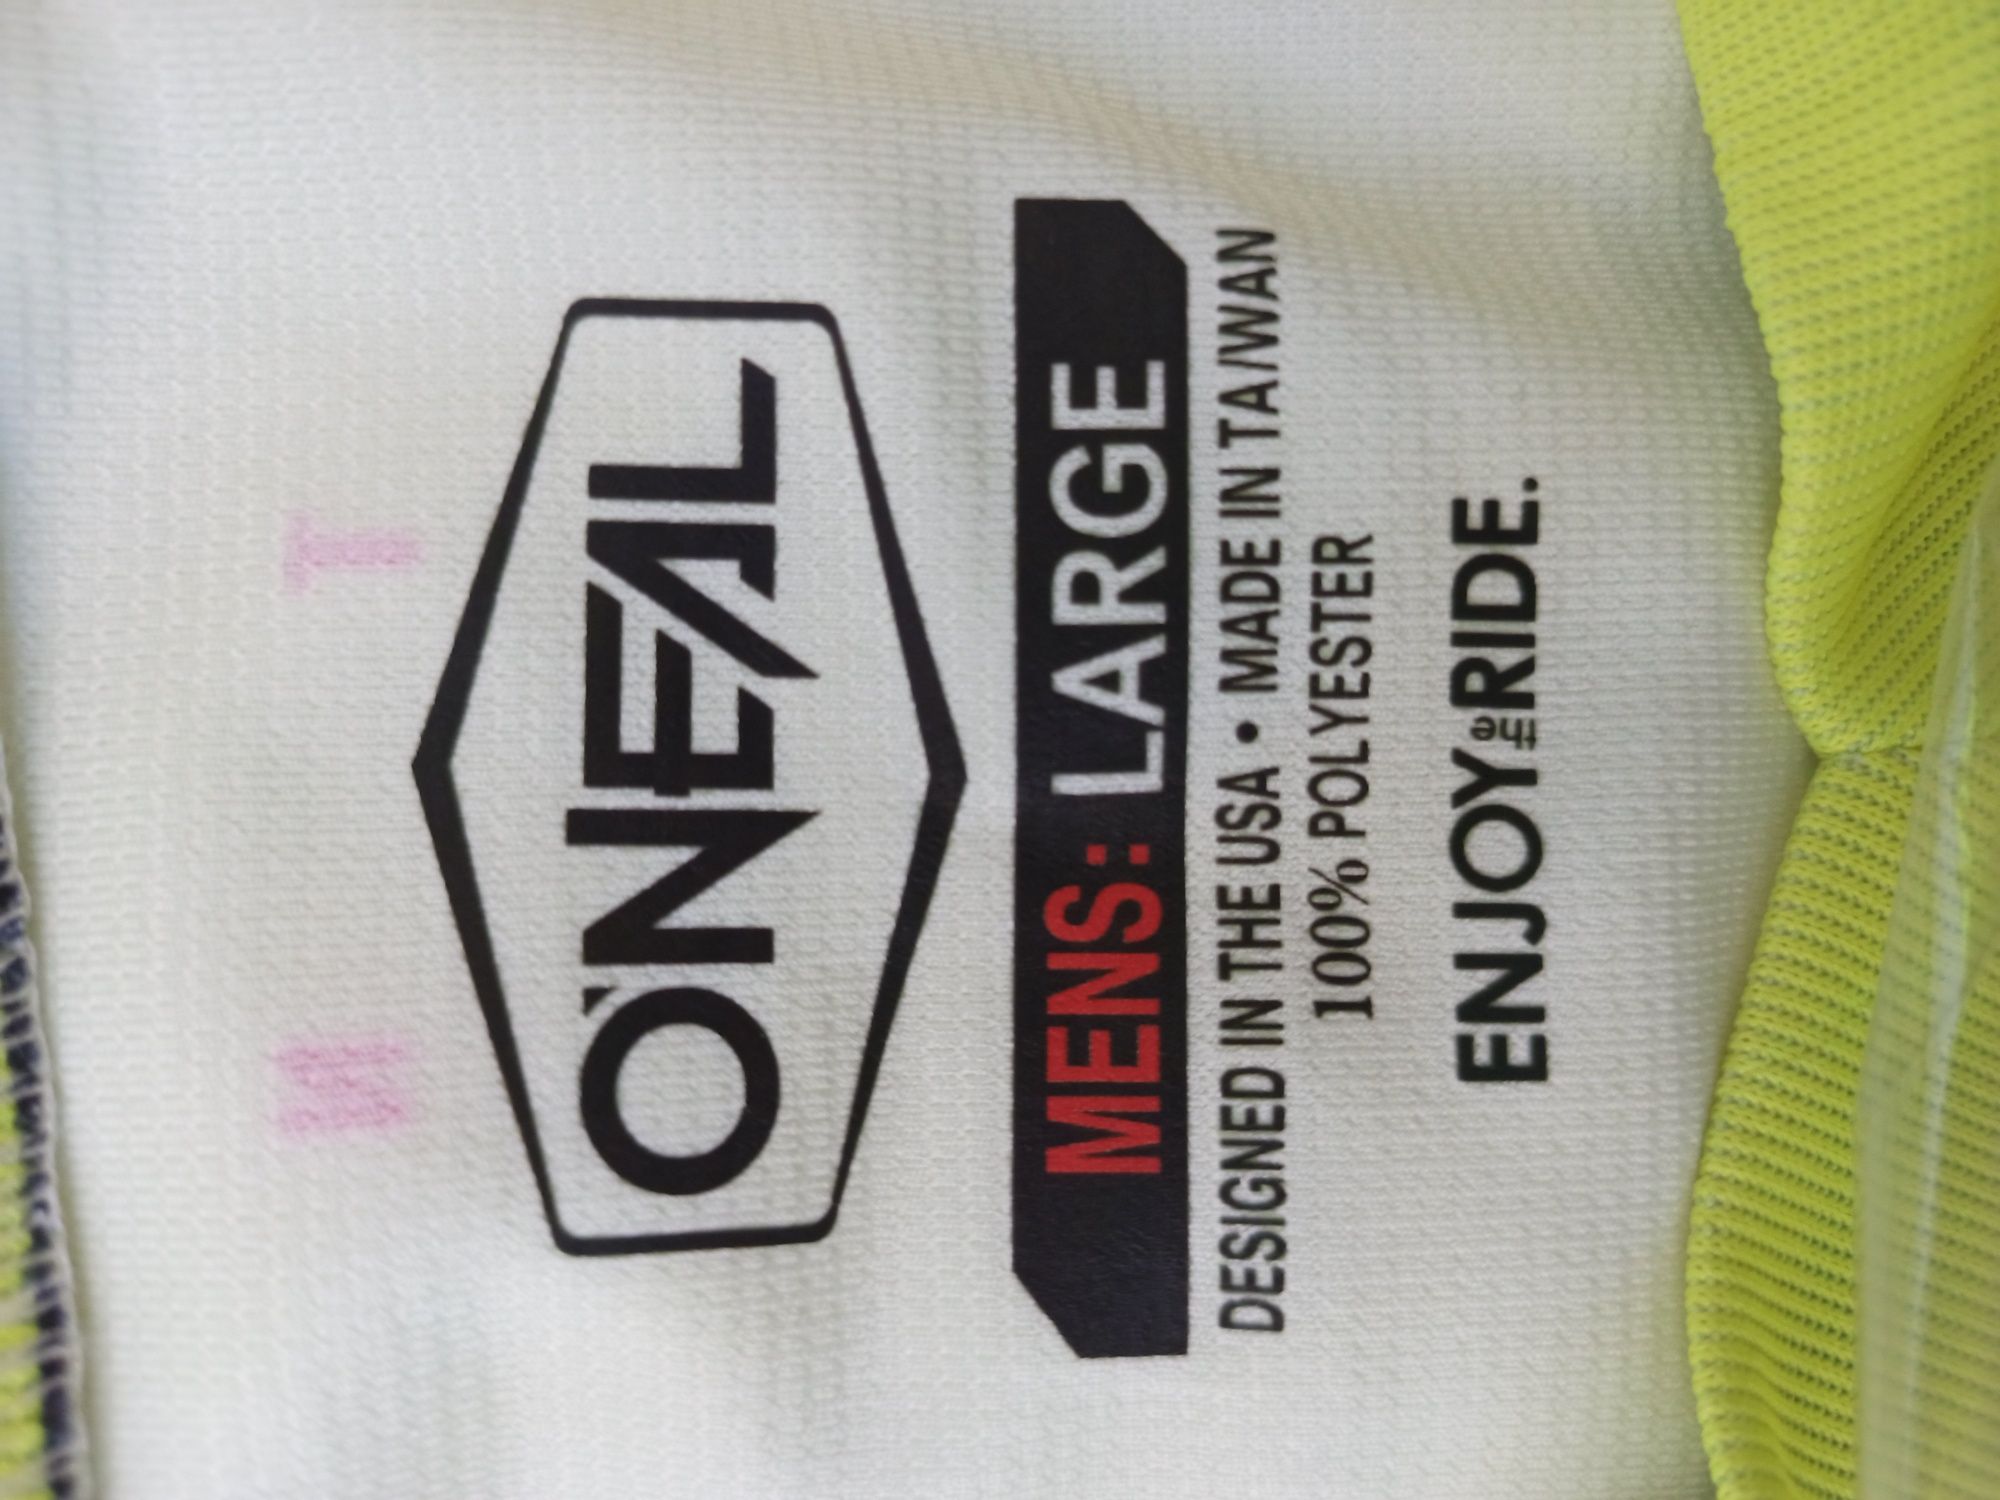 O'NEAL
MENS: LARGE
DESIGNED IN THE USA • MADE IN TAIWAN
100% POLYESTER
ENJOY the RIDE.